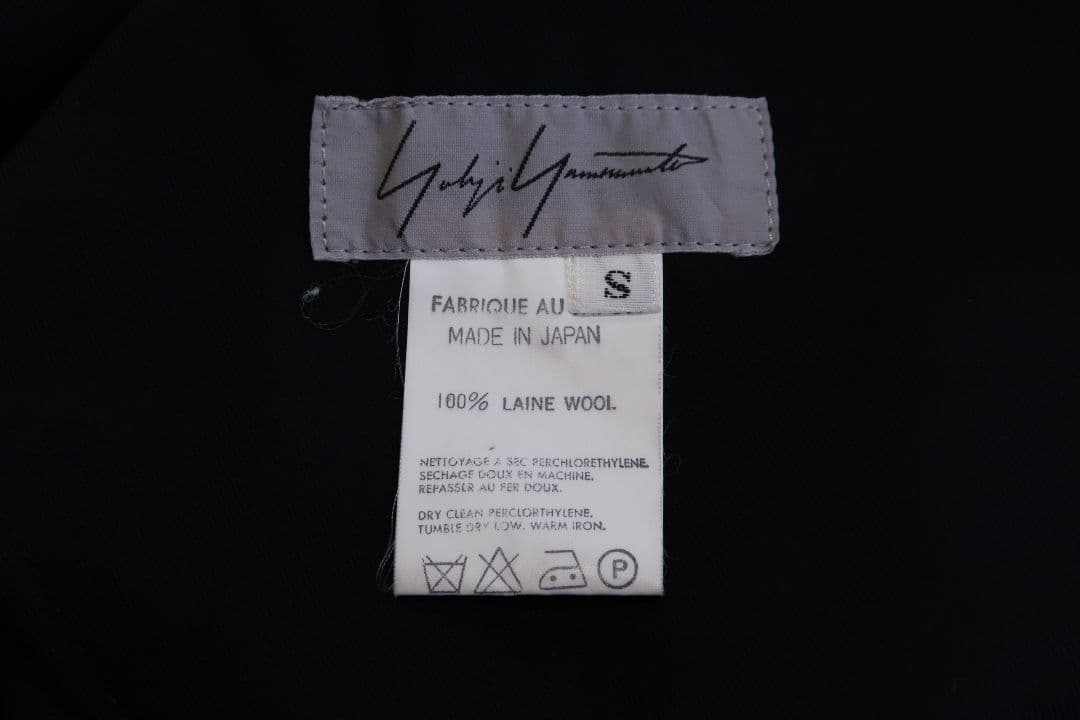 Yohji Yamamoto
S
FABRIQUE AU
MADE IN JAPAN
100% LAINE WOOL
NETTOYAGE A SEC PERCHLORETHYLENE.
SECHAGE DOUX EN MACHINE.
REPASSER AU FER DOUX.
DRY CLEAN PERCLORTHYLENE.
TUMBLE DRY LOW. WARM IRON.
P